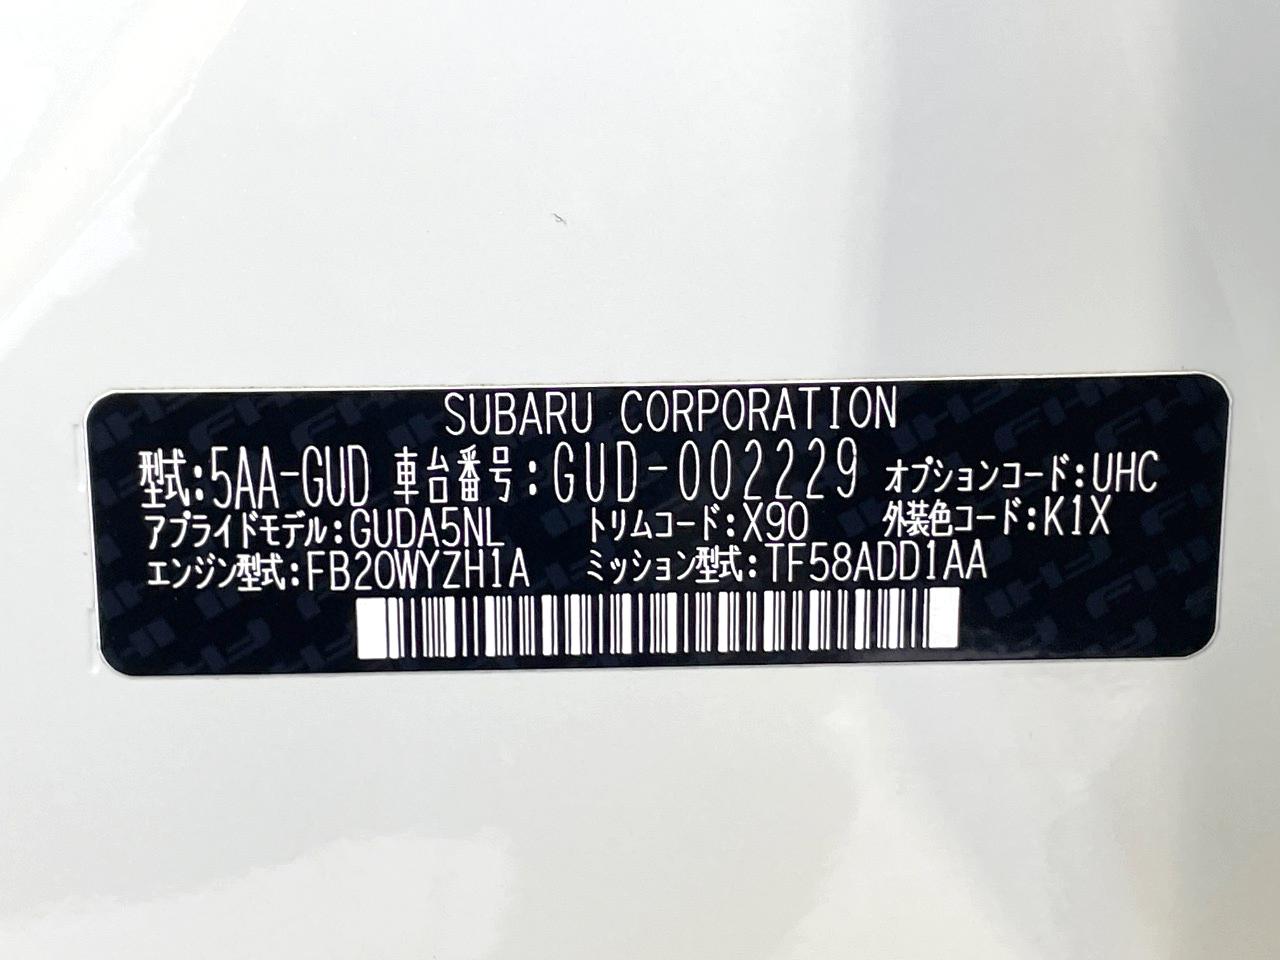 SUBARU CORPORATION
型式:5AA-GUD 車台番号:GUD-002229 オプションコード:UHC
アプライドモデル:GUDA5NL トリムコード:X90 外装色コード:K1X
エンジン型式:FB20WYZH1A ミッション型式:TF58ADD1AA